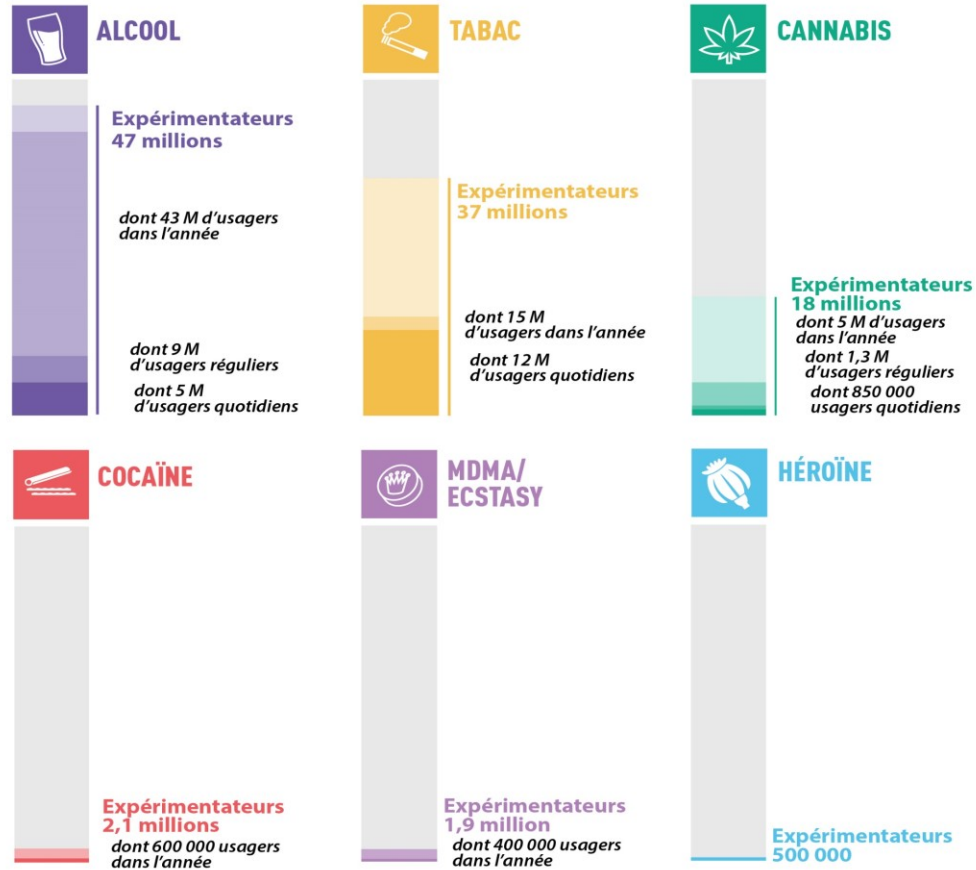 ALCOOL
Expérimentateurs
47 millions
dont 43 M d’usagers
dans l’année
dont 9 M
d’usagers réguliers
dont 5 M
d’usagers quotidiens
TABAC
Expérimentateurs
37 millions
dont 15 M
d’usagers dans l’année
dont 12 M
d’usagers quotidiens
CANNABIS
Expérimentateurs
18 millions
dont 5 M d’usagers
dans l’année
dont 1,3 M
d’usagers réguliers
dont 850 000
usagers quotidiens
COCAÏNE
Expérimentateurs
2,1 millions
dont 600 000 usagers
dans l’année
MDMA/
ECSTASY
Expérimentateurs
1,9 million
dont 400 000 usagers
dans l’année
HÉROÏNE
Expérimentateurs
500 000